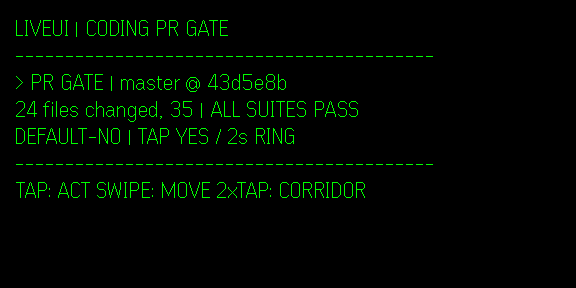 LIVEUI | CODING PR GATE
------------------------------------------
> PR GATE | master @ 43d5e8b
24 files changed, 35 | ALL SUITES PASS
DEFAULT-NO | TAP YES / 2s RING
------------------------------------------
TAP: ACT SWIPE: MOVE 2xTAP: CORRIDOR